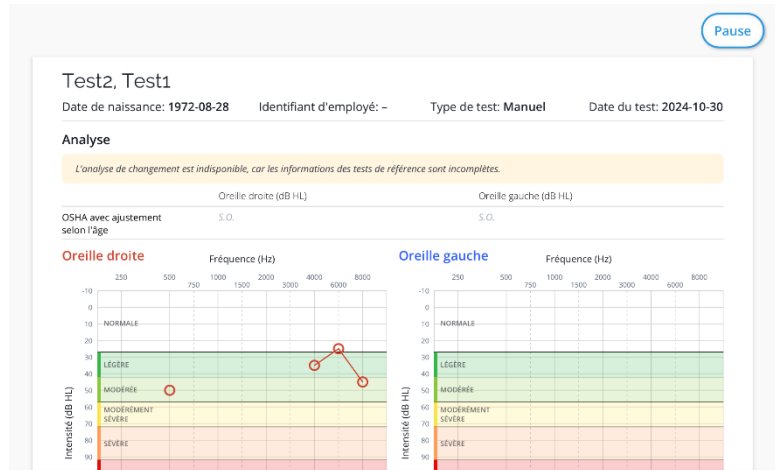 Pause
Test2, Test1
Date de naissance: 1972-08-28 Identifiant d'employé: – Type de test: Manuel Date du test: 2024-10-30
Analyse
L'analyse de changement est indisponible, car les informations des tests de référence sont incomplètes.
Oreille droite (dB HL) Oreille gauche (dB HL)
OSHA avec ajustement selon l'âge S.O. S.O.
Oreille droite
Fréquence (Hz)
250 500 1000 2000 4000 8000
750 1500 3000 6000
-10
0
10 NORMALE
20
30
LÉGÈRE
40
50 MODÉRÉE
60 MODÉRÉMENT
SÉVÈRE
70
80 SÉVÈRE
90
Intensité (dB HL)
Oreille gauche
Fréquence (Hz)
250 500 1000 2000 4000 8000
750 1500 3000 6000
-10
0
10 NORMALE
20
30
LÉGÈRE
40
50 MODÉRÉE
60 MODÉRÉMENT
SÉVÈRE
70
80 SÉVÈRE
90
Intensité (dB HL)